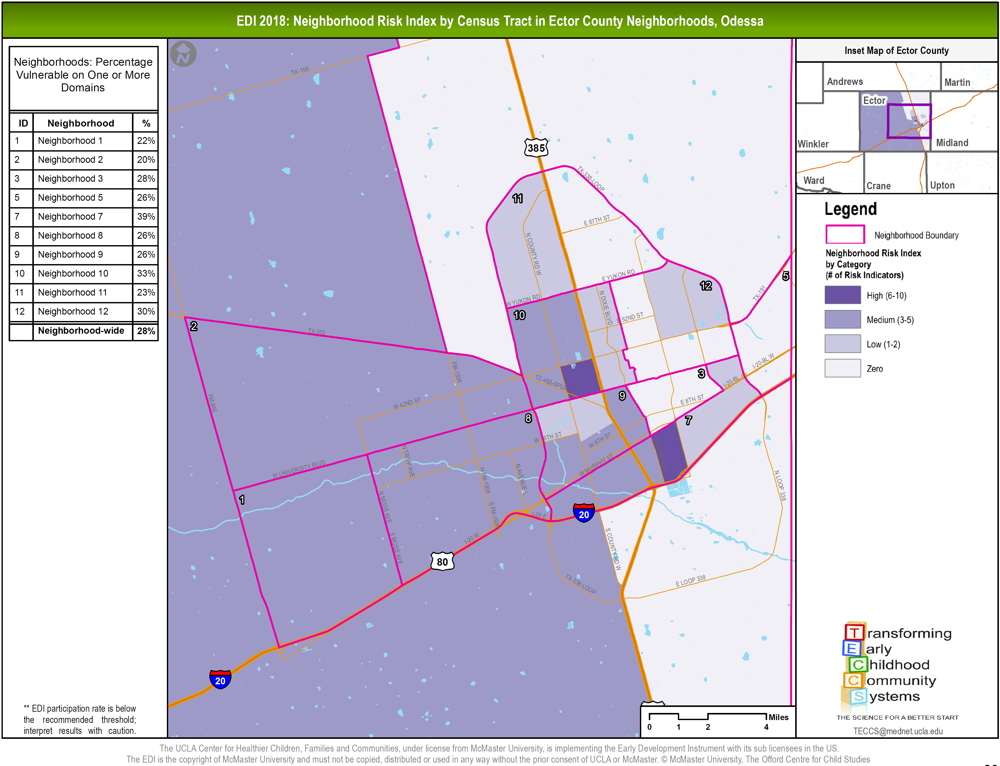 EDI 2018: Neighborhood Risk Index by Census Tract in Ector County Neighborhoods, Odessa
Neighborhoods: Percentage
Vulnerable on One or More
Domains
ID Neighborhood %
1 Neighborhood 1 22%
2 Neighborhood 2 20%
3 Neighborhood 3 28%
5 Neighborhood 5 26%
7 Neighborhood 7 39%
8 Neighborhood 8 26%
9 Neighborhood 9 26%
10 Neighborhood 10 33%
11 Neighborhood 11 23%
12 Neighborhood 12 30%
Neighborhood-wide 28%
** EDI participation rate is below
the recommended threshold;
interpret results with caution.
N
TX-158
385
TX-338-LOOP
11
E 87TH ST
N COUNTY RD W
E YUKON RD
12
5
TX-191
W YUKON RD
N DIXIE BLVD
10
E 52ND ST
2
TX-302
FM-1936
I-20-BL W
3
TX-450-SPUR
I-20-BL
FM-866
W 42ND ST
9
E 8TH ST
8
7
W 16TH ST
W 8TH ST
N TRIPP AVE
W UNIVERSITY BLVD
W MURPHY ST
N FM-1936
N AVENUE L
N LOOP 338
1
N MOSS AVE
S FM-1936
I-20 E
20
I-20 W
S MOSS AVE
S COUNTY RD W
80
TX-338-LOOP
E LOOP 338
20
Miles
0 1 2 4
Inset Map of Ector County
Andrews
Martin
Ector
Winkler
Midland
Ward
Crane
Upton
Legend
Neighborhood Boundary
Neighborhood Risk Index
by Category
(# of Risk Indicators)
High (6-10)
Medium (3-5)
Low (1-2)
Zero
Transforming
Early
Childhood
Community
Systems
THE SCIENCE FOR A BETTER START
TECCS@mednet.ucla.edu
The UCLA Center for Healthier Children, Families and Communities, under license from McMaster University, is implementing the Early Development Instrument with its sub licensees in the US.
The EDI is the copyright of McMaster University and must not be copied, distributed or used in any way without the prior consent of UCLA or McMaster. © McMaster University, The Offord Centre for Child Studies